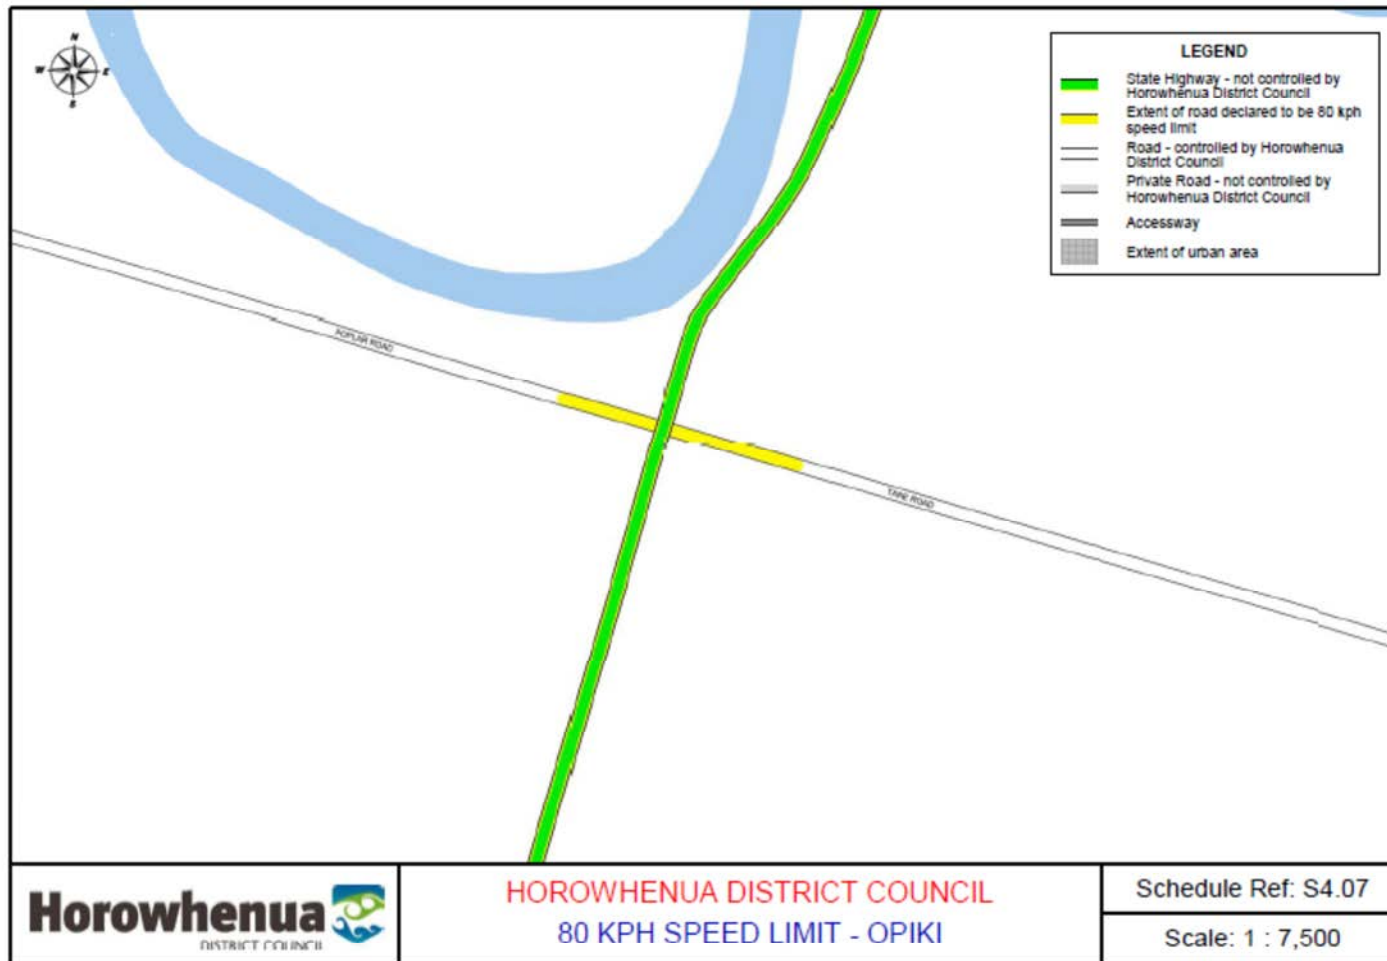 N
W
E
S
LEGEND
State Highway - not controlled by
Horowhenua District Council
Extent of road declared to be 80 kph
speed limit
Road - controlled by Horowhenua
District Council
Private Road - not controlled by
Horowhenua District Council
Accessway
Extent of urban area
POPLAR ROAD
TANE ROAD
Horowhenua
DISTRICT COUNCIL
HOROWHENUA DISTRICT COUNCIL
80 KPH SPEED LIMIT - OPIKI
Schedule Ref: S4.07
Scale: 1 : 7,500